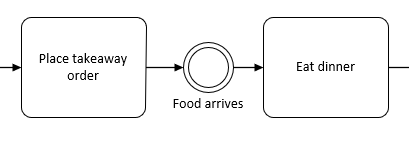 Place takeaway
order
Food arrives
Eat dinner